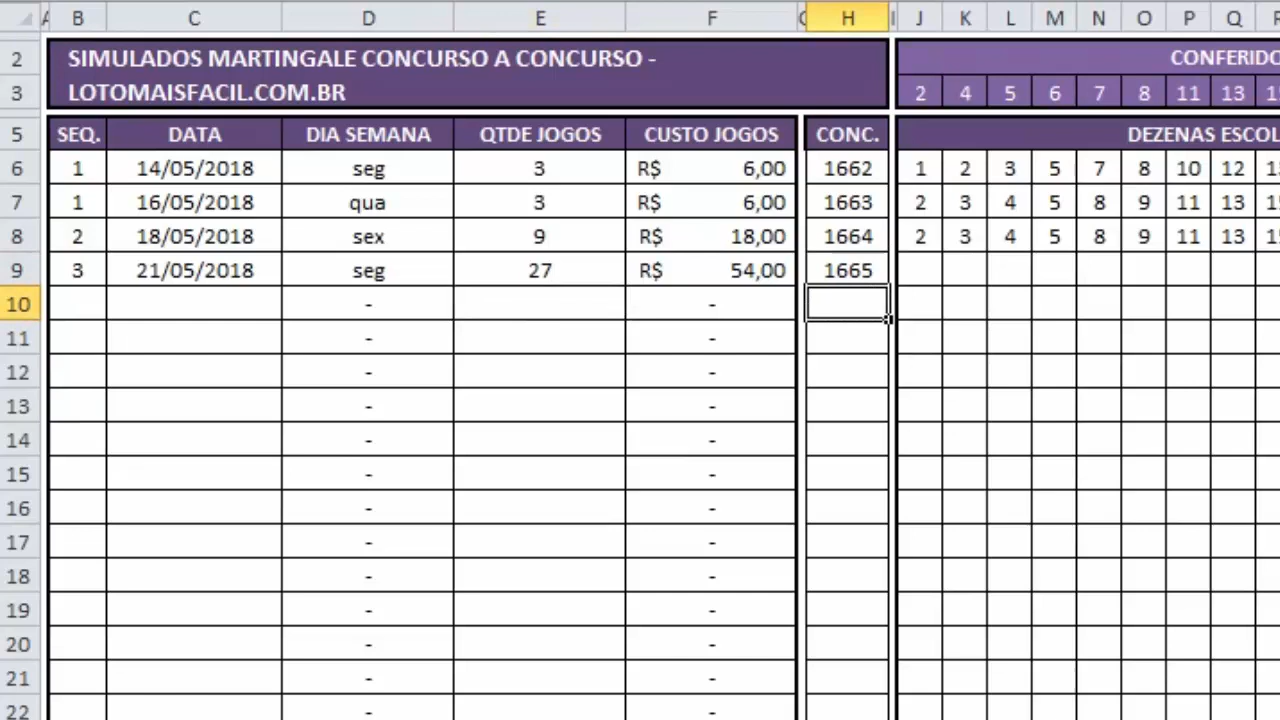 B C D E F H J K L M N O P Q
2 SIMULADOS MARTINGALE CONCURSO A CONCURSO - CONFERIDO
3 LOTOMAISFACIL.COM.BR 2 4 5 6 7 8 11 13
5 SEQ. DATA DIA SEMANA QTDE JOGOS CUSTO JOGOS CONC. DEZENAS ESCOL
6 1 14/05/2018 seg 3 R$ 6,00 1662 1 2 3 5 7 8 10 12
7 1 16/05/2018 qua 3 R$ 6,00 1663 2 3 4 5 8 9 11 13
8 2 18/05/2018 sex 9 R$ 18,00 1664 2 3 4 5 8 9 11 13
9 3 21/05/2018 seg 27 R$ 54,00 1665
10 - -
11 - -
12 - -
13 - -
14 - -
15 - -
16 - -
17 - -
18 - -
19 - -
20 - -
21 - -
22 - -